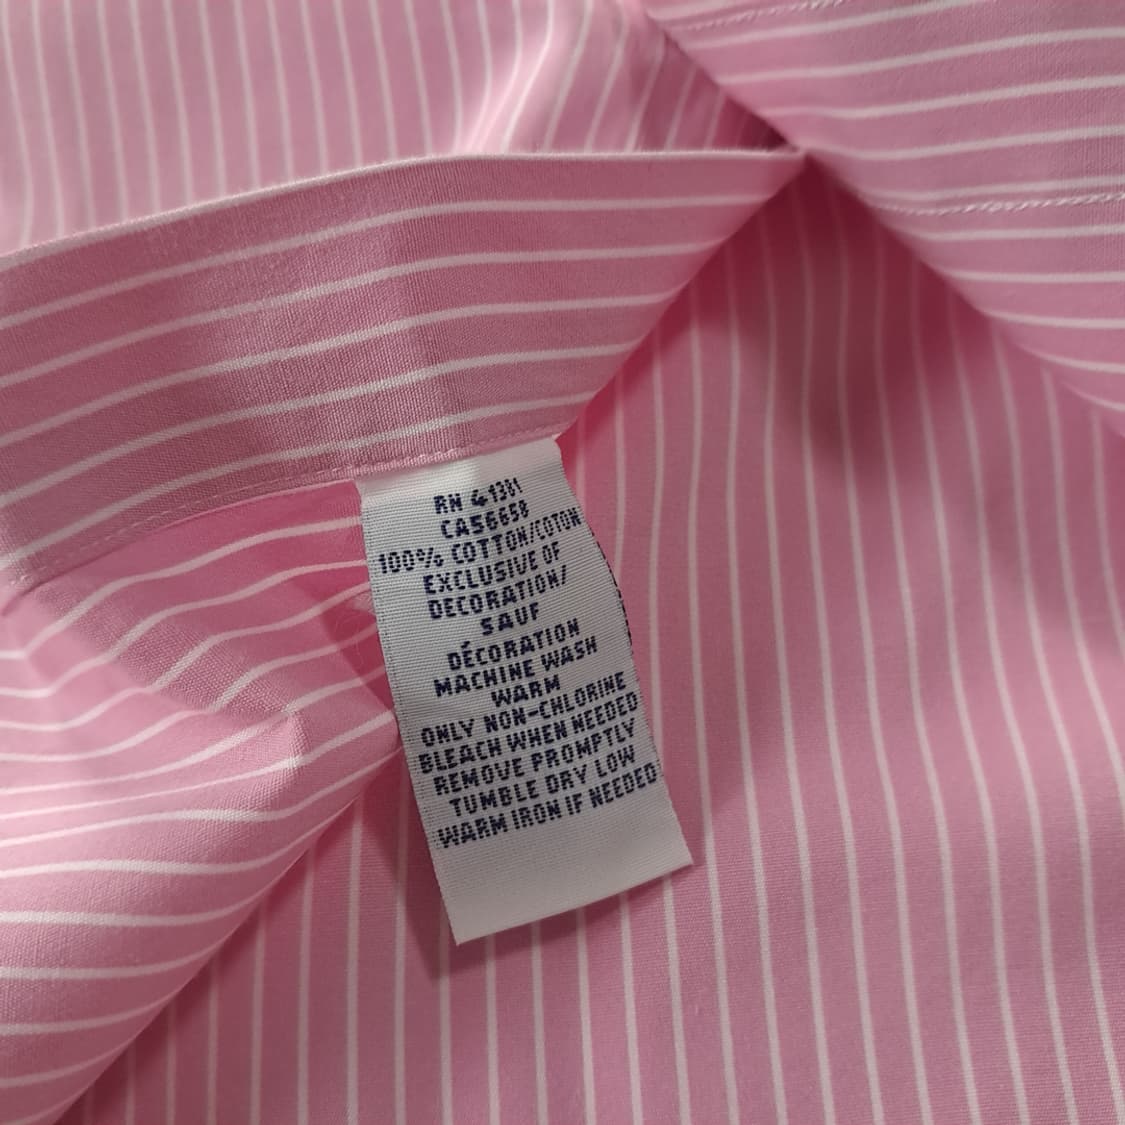 RN 41381
CA56658
100% COTTON/COTON
EXCLUSIVE OF
DECORATION/
SAUF
DÉCORATION
MACHINE WASH
WARM
ONLY NON-CHLORINE
BLEACH WHEN NEEDED
REMOVE PROMPTLY
TUMBLE DRY LOW
WARM IRON IF NEEDED